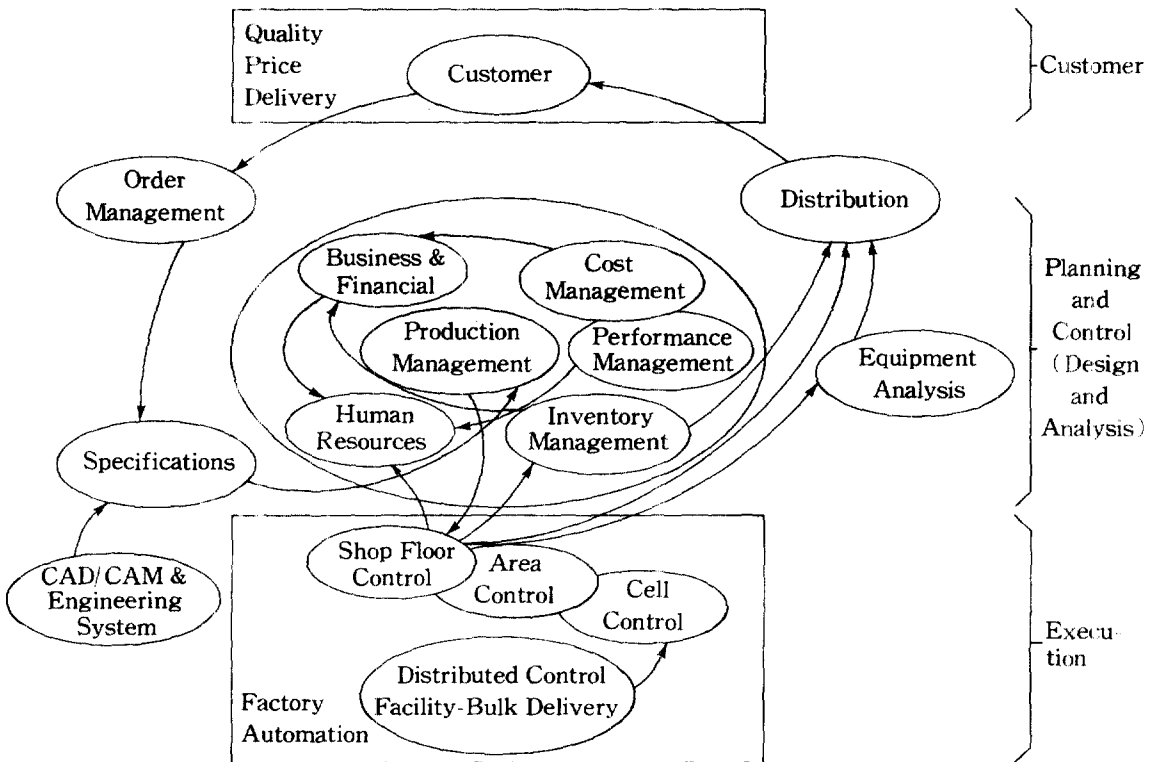 Quality
Price
Delivery
Customer
Customer
Order
Management
Distribution
Business &
Financial
Cost
Management
Production
Management
Performance
Management
Equipment
Analysis
Human
Resources
Inventory
Management
Specifications
Planning
and
Control
(Design
and
Analysis)
Shop Floor
Control
Area
Control
Cell
Control
CAD/CAM &
Engineering
System
Distributed Control
Facility-Bulk Delivery
Factory
Automation
Execu-
tion